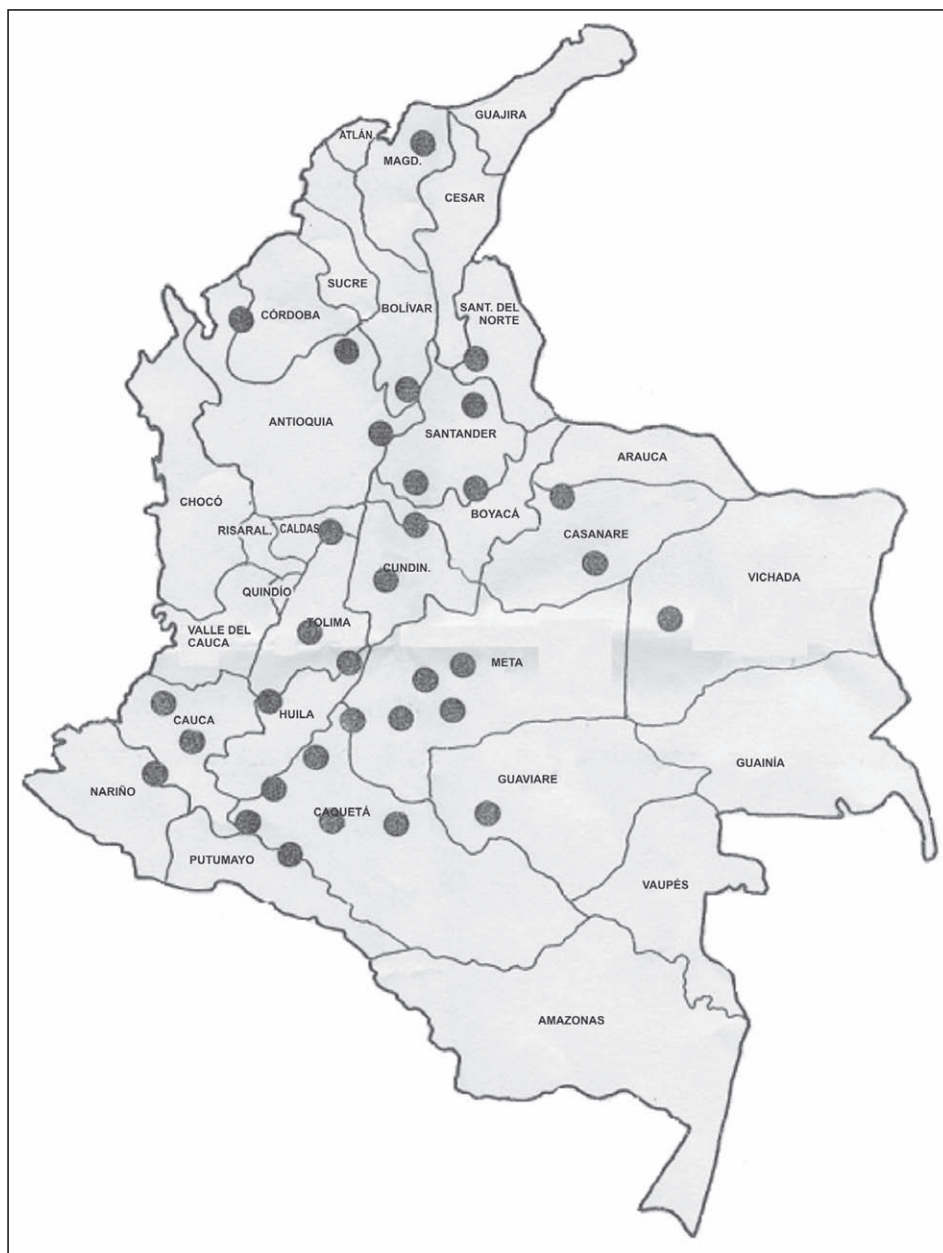 GUAJIRA
ATLÁN.
MAGD.
CESAR
SUCRE
BOLÍVAR
SANT. DEL
NORTE
CÓRDOBA
ANTIOQUIA
SANTANDER
ARAUCA
CHOCÓ
BOYACÁ
RISARAL.
CALDAS
CASANARE
CUNDIN.
VICHADA
QUINDÍO
TOLIMA
VALLE DEL
CAUCA
META
HUILA
CAUCA
GUAINÍA
GUAVIARE
NARIÑO
CAQUETÁ
PUTUMAYO
VAUPÉS
AMAZONAS